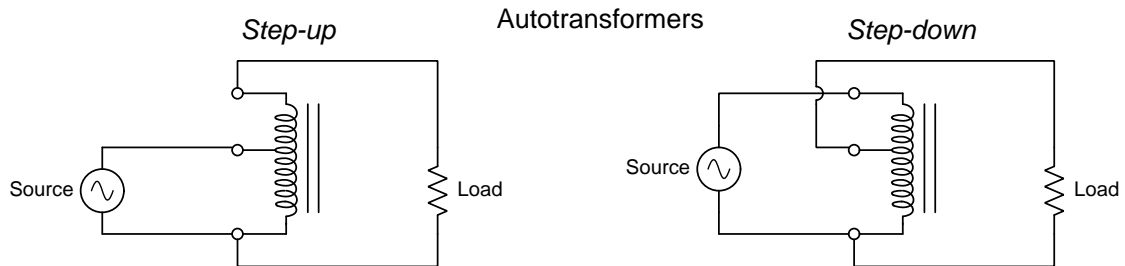 Autotransformers
Step-up
Step-down
Source
Load
Source
Load